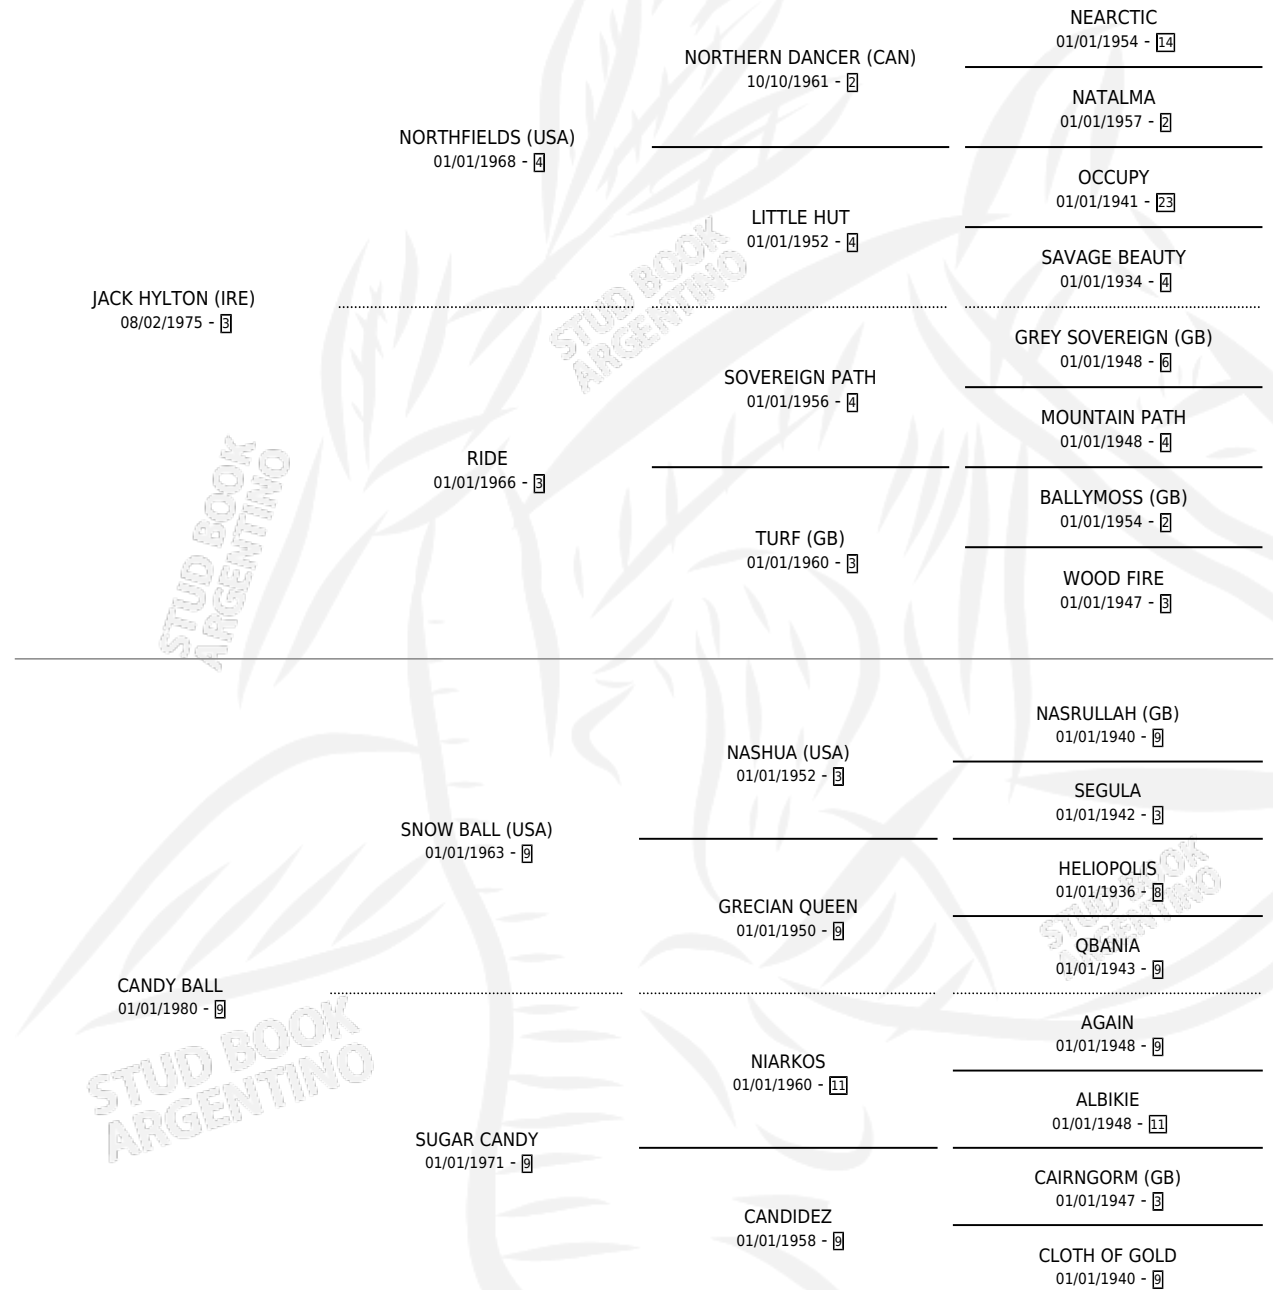 NEARCTIC
01/01/1954 - 14
NORTHERN DANCER (CAN)
10/10/1961 - 2
NATALMA
01/01/1957 - 2
NORTHFIELDS (USA)
01/01/1968 - 4
OCCUPY
01/01/1941 - 23
LITTLE HUT
01/01/1952 - 4
SAVAGE BEAUTY
01/01/1934 - 4
JACK HYLTON (IRE)
08/02/1975 - 3
GREY SOVEREIGN (GB)
01/01/1948 - 6
SOVEREIGN PATH
01/01/1956 - 4
MOUNTAIN PATH
01/01/1948 - 4
RIDE
01/01/1966 - 3
BALLYMOSS (GB)
01/01/1954 - 2
TURF (GB)
01/01/1960 - 3
WOOD FIRE
01/01/1947 - 3
STUD BOOK
ARGENTINO
STUD BOOK
ARGENTINO
NASRULLAH (GB)
01/01/1940 - 9
NASHUA (USA)
01/01/1952 - 3
SEGULA
01/01/1942 - 3
SNOW BALL (USA)
01/01/1963 - 9
HELIOPOLIS
01/01/1936 - 8
GRECIAN QUEEN
01/01/1950 - 9
QBANIA
01/01/1943 - 9
CANDY BALL
01/01/1980 - 9
AGAIN
01/01/1948 - 9
NIARKOS
01/01/1960 - 11
ALBIKIE
01/01/1948 - 11
SUGAR CANDY
01/01/1971 - 9
CAIRNGORM (GB)
01/01/1947 - 3
CANDIDEZ
01/01/1958 - 9
CLOTH OF GOLD
01/01/1940 - 9
STUD BOOK
ARGENTINO
STUD BOOK
ARGENTINO